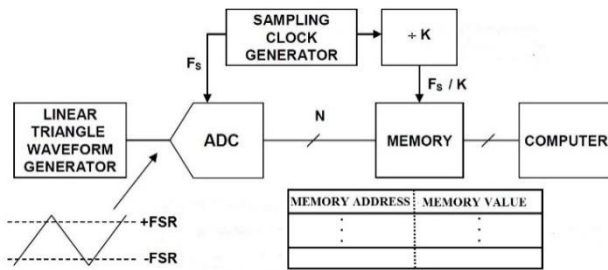 SAMPLING
CLOCK
GENERATOR
÷ K
F_S
F_S / K
LINEAR
TRIANGLE
WAVEFORM
GENERATOR
ADC
N
MEMORY
COMPUTER
+FSR
-FSR
MEMORY ADDRESS MEMORY VALUE